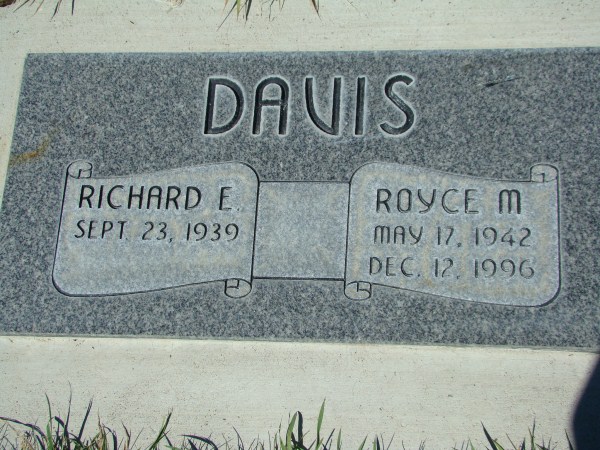 DAVIS
RICHARD E.
SEPT. 23, 1939
ROYCE M
MAY 17, 1942
DEC. 12, 1996